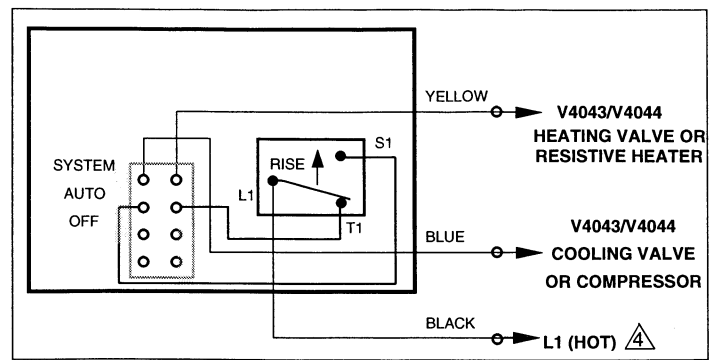 YELLOW
V4043/V4044
HEATING VALVE OR
RESISTIVE HEATER
S1
RISE
SYSTEM
AUTO
OFF
L1
T1
BLUE
V4043/V4044
COOLING VALVE
OR COMPRESSOR
BLACK
L1 (HOT) 4